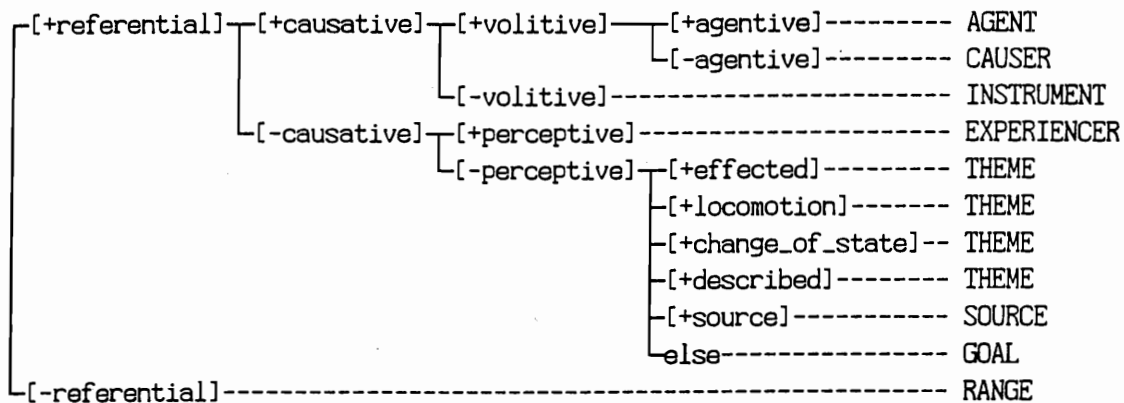 [+referential] [+causative] [+volitive] [+agentive] AGENT
[-agentive] CAUSER
[-volitive] INSTRUMENT
[-causative] [+perceptive] EXPERIENCER
[-perceptive] [+effected] THEME
[+locomotion] THEME
[+change_of_state] THEME
[+described] THEME
[+source] SOURCE
else GOAL
[-referential] RANGE